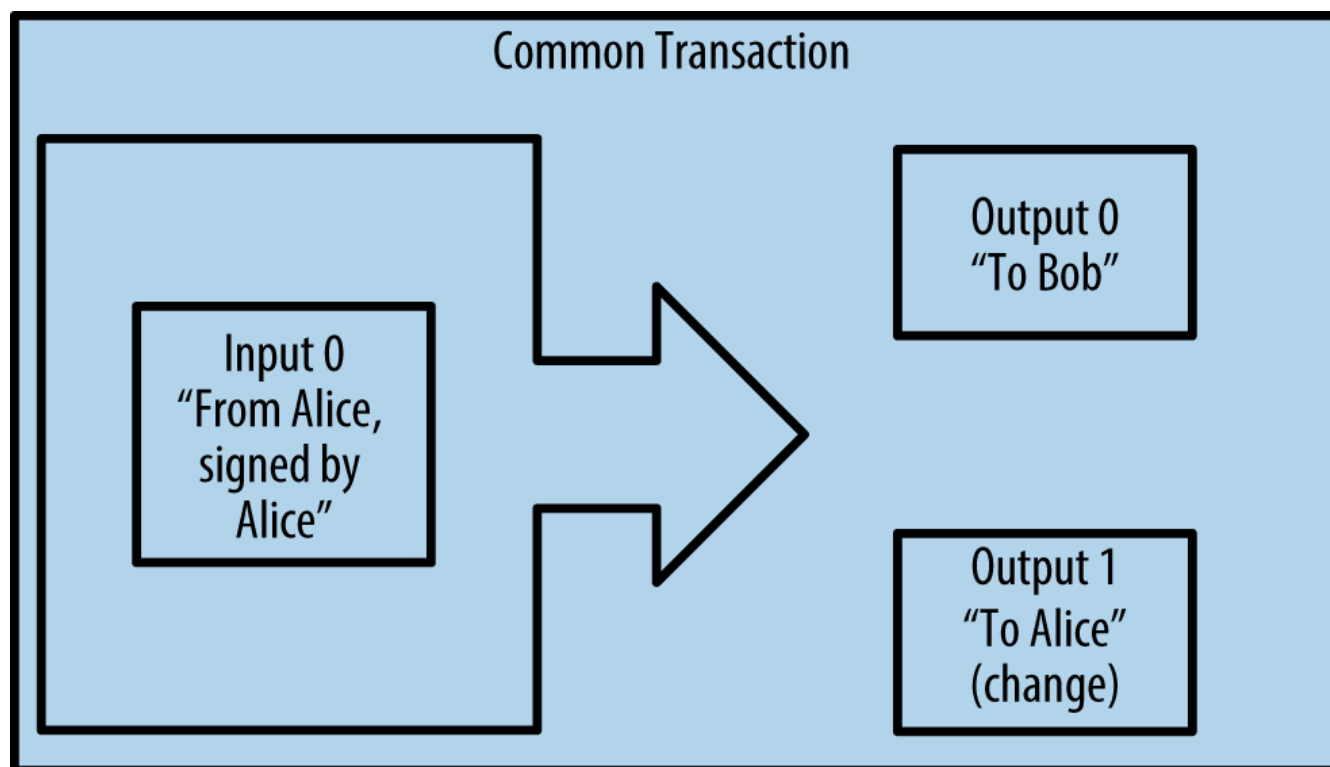 Common Transaction
Input 0
“From Alice,
signed by
Alice”
Output 0
“To Bob”
Output 1
“To Alice”
(change)